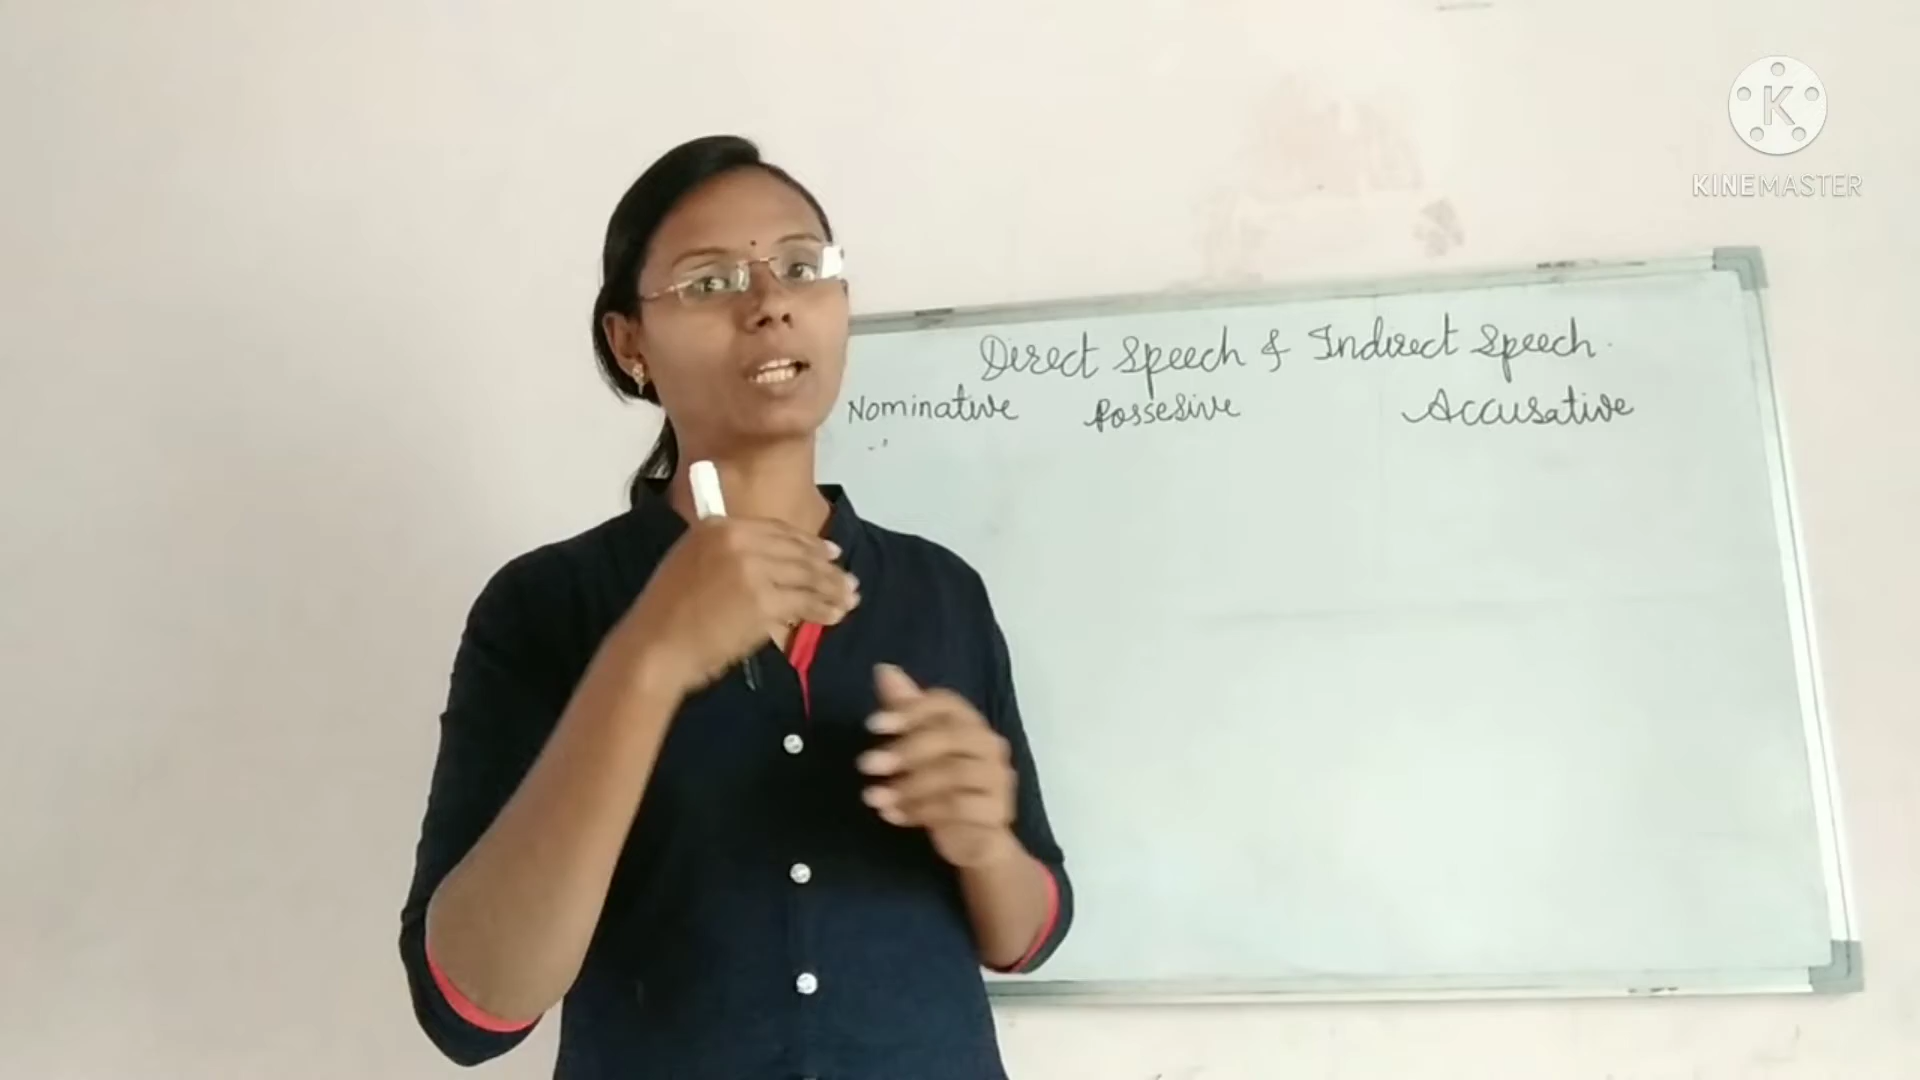 K
KINEMASTER
Direct Speech & Indirect Speech.
Nominative Possesive Accusative